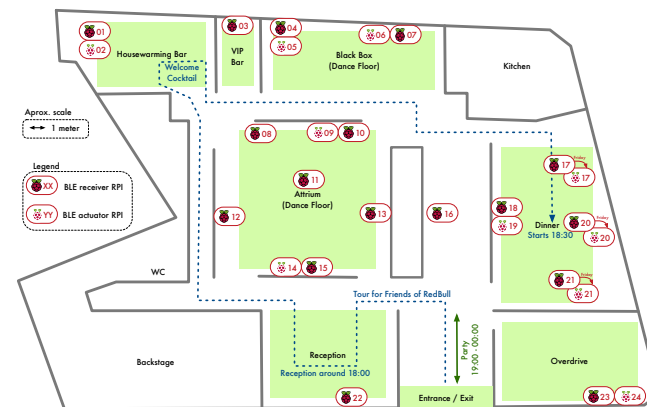 01
02
Housewarming Bar
Welcome
Cocktail
03
VIP
Bar
04
05
06
07
Black Box
(Dance Floor)
Kitchen
Aprox. scale
1 meter
Legend
XX
BLE receiver RPI
YY
BLE actuator RPI
08
09
10
11
Attrium
(Dance Floor)
12
13
14
15
16
17
Friday
17
18
19
Dinner
Starts 18:30
20
Friday
20
21
Friday
21
WC
Tour for Friends of RedBull
Backstage
Reception
Reception around 18:00
22
Party
19:00 - 00:00
Entrance / Exit
Overdrive
23
24